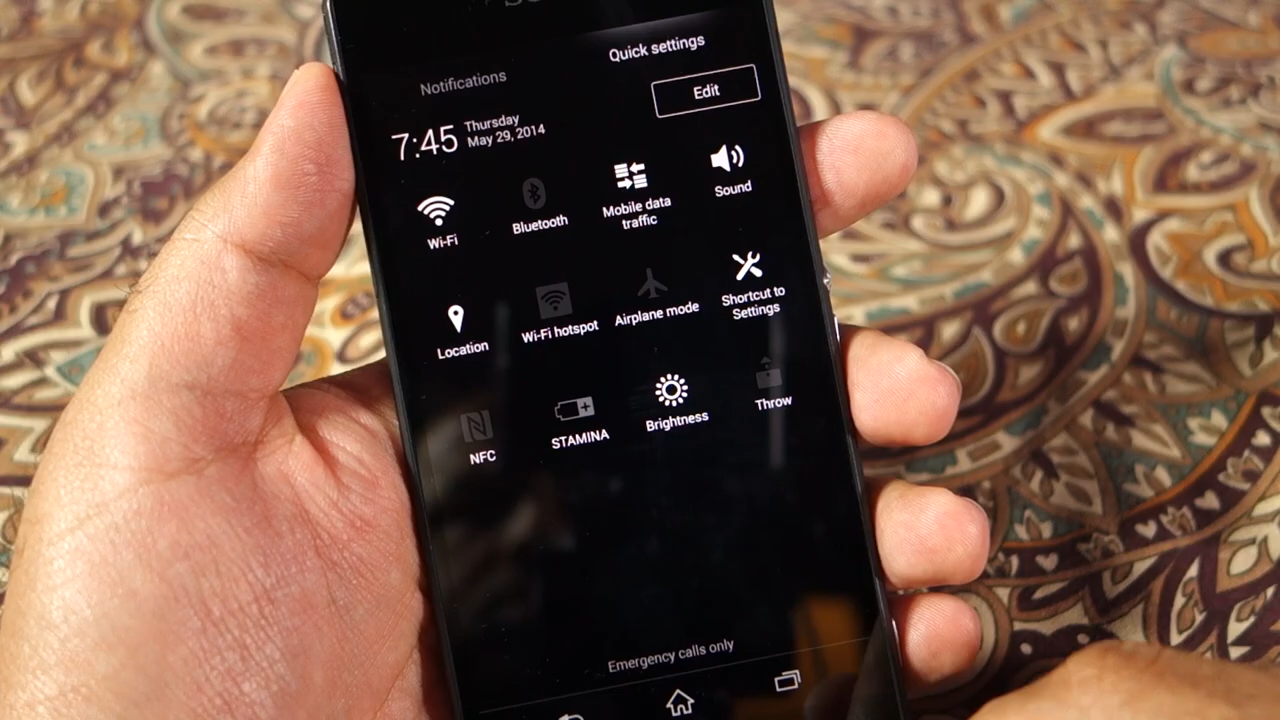 Notifications
Quick settings
Edit
7:45
Thursday
May 29, 2014
Wi-Fi
Bluetooth
Mobile data
traffic
Sound
Location
Wi-Fi hotspot
Airplane mode
Shortcut to
Settings
NFC
STAMINA
Brightness
Throw
Emergency calls only